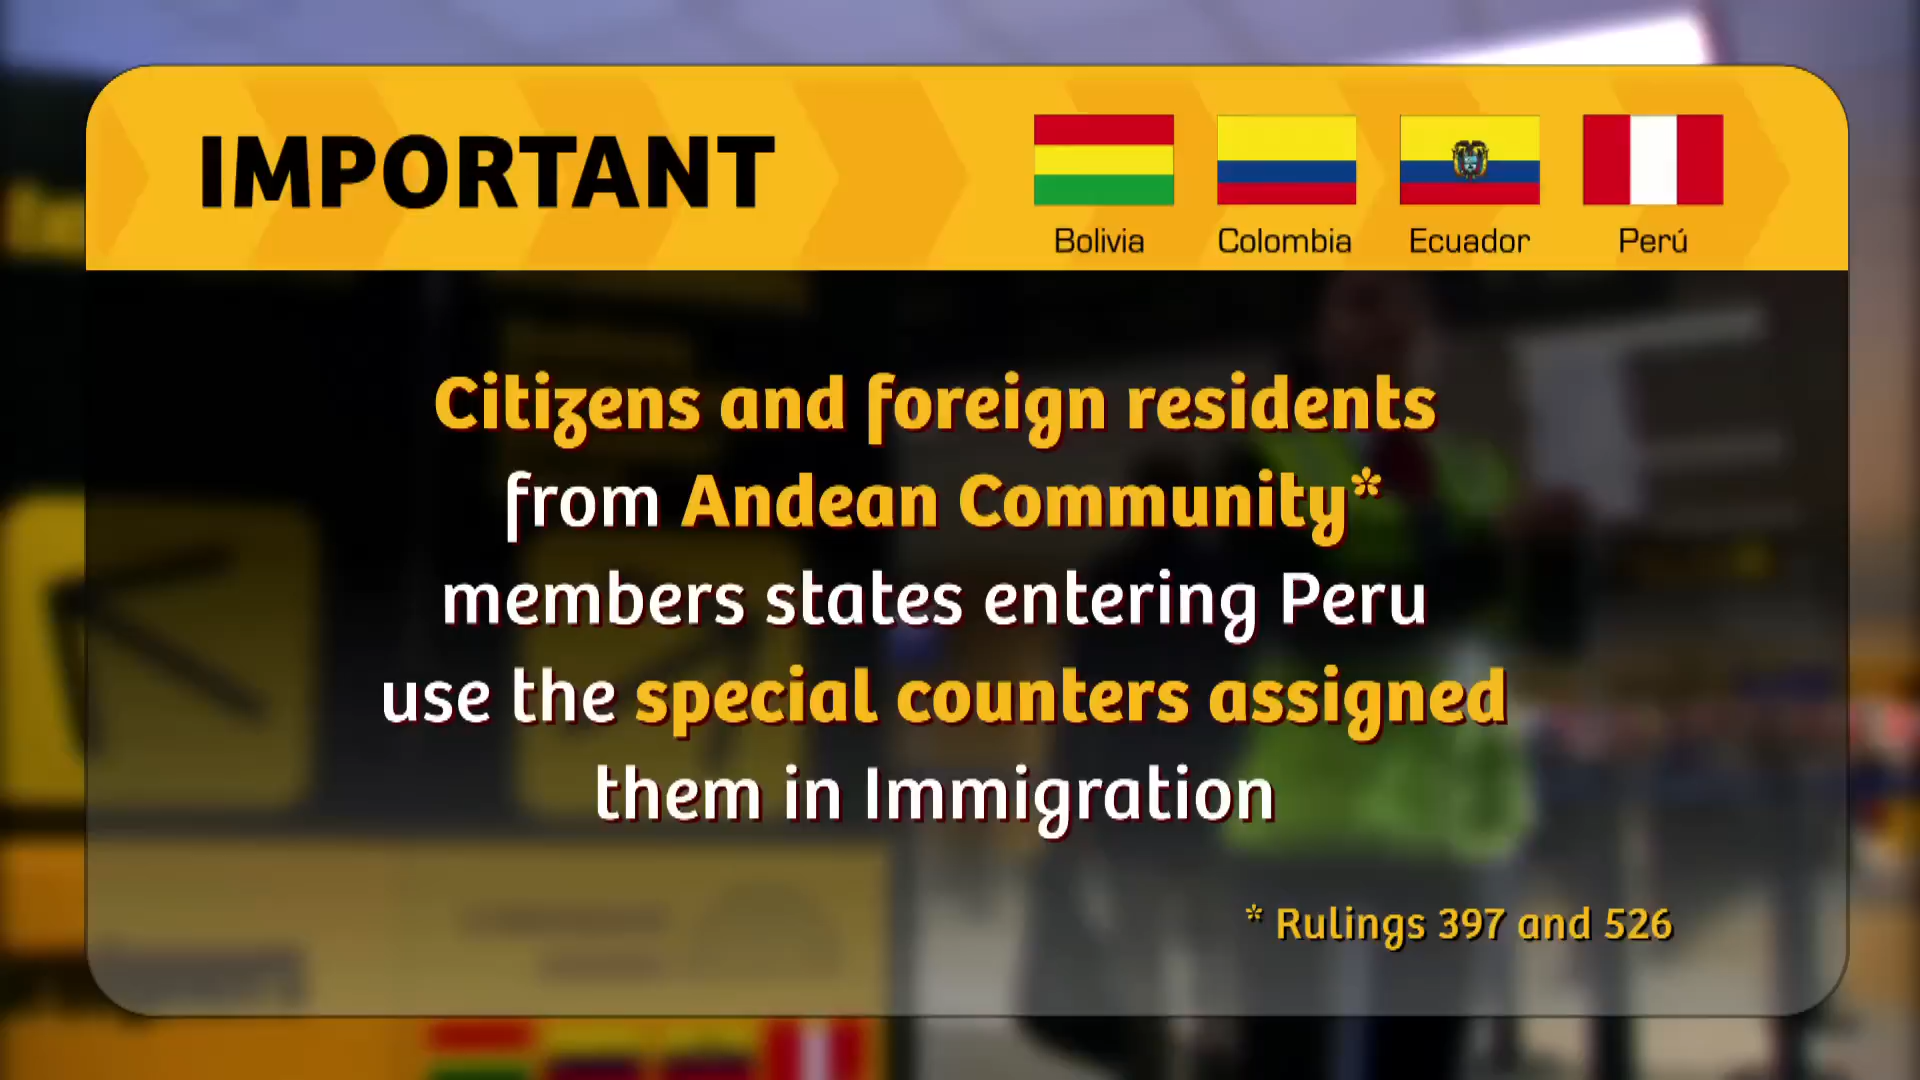 IMPORTANT
Bolivia
Colombia
Ecuador
Perú
Citizens and foreign residents
from Andean Community*
members states entering Peru
use the special counters assigned
them in Immigration
* Rulings 397 and 526